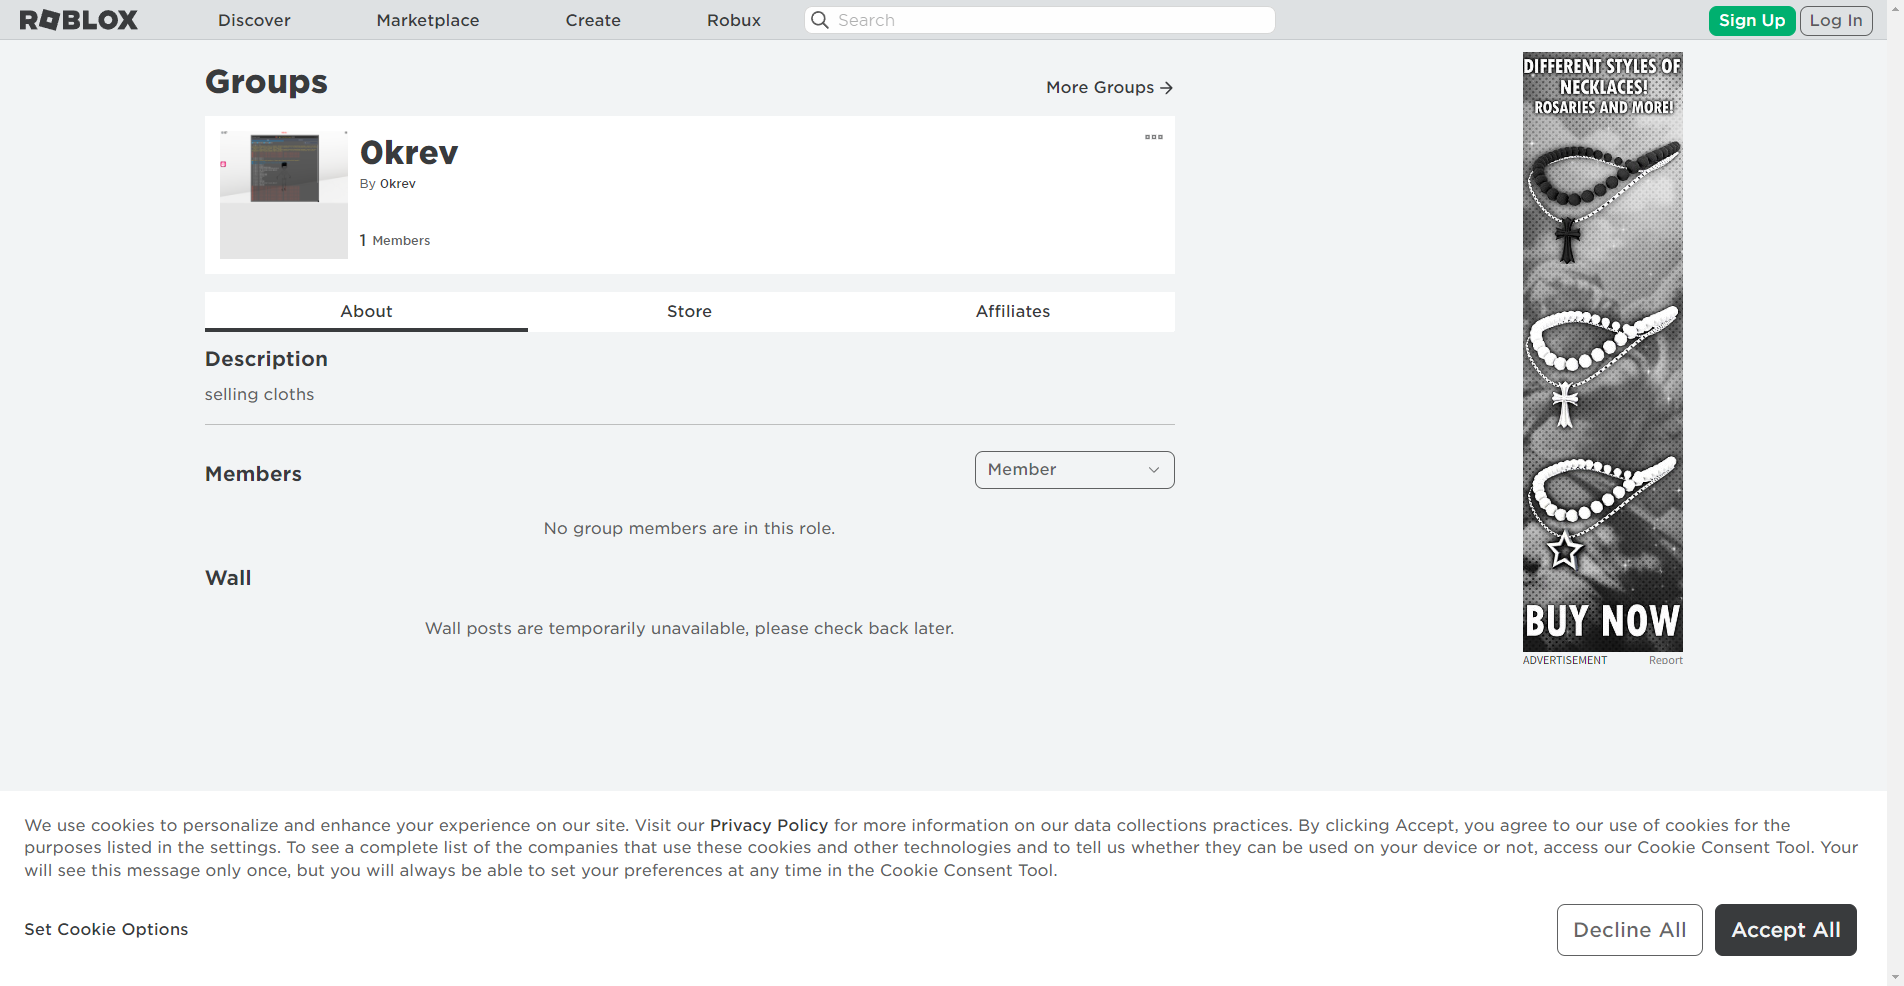 ROBLOX
Discover
Marketplace
Create
Robux
Search
Sign Up
Log In
Groups
More Groups →
0krev
By 0krev
1 Members
About
Store
Affiliates
Description
selling cloths
Members
Member
No group members are in this role.
Wall
Wall posts are temporarily unavailable, please check back later.
DIFFERENT STYLES OF
NECKLACES!
ROSARIES AND MORE!
BUY NOW
ADVERTISEMENT
Report
We use cookies to personalize and enhance your experience on our site. Visit our Privacy Policy for more information on our data collections practices. By clicking Accept, you agree to our use of cookies for the
purposes listed in the settings. To see a complete list of the companies that use these cookies and other technologies and to tell us whether they can be used on your device or not, access our Cookie Consent Tool. Your
will see this message only once, but you will always be able to set your preferences at any time in the Cookie Consent Tool.
Set Cookie Options
Decline All
Accept All